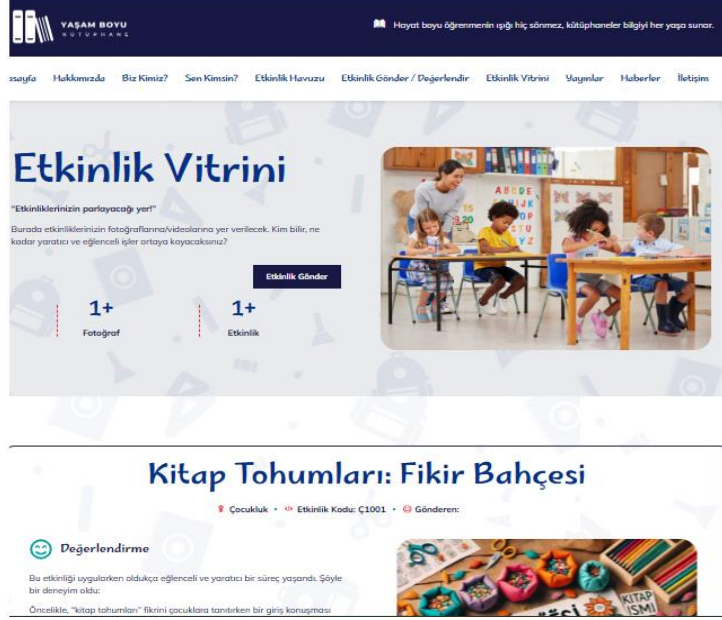 YAŞAM BOYU
KÜTÜPHANE
Hayat boyu öğrenmenin ışığı hiç sönmez, kütüphaneler bilgiyi her yaşa sunar.
asayfa Hakkımızda Biz Kimiz? Sen Kimsin? Etkinlik Havuzu Etkinlik Gönder / Değerlendir Etkinlik Vitrini Yayınlar Haberler İletişim
Etkinlik Vitrini
"Etkinliklerinizin parlayacağı yer!"
Burada etkinliklerinizin fotoğraflarına/videolarına yer verilecek. Kim bilir, ne
kadar yaratıcı ve eğlenceli işler ortaya koyacaksınız?
Etkinlik Gönder
1+ 1+
Fotoğraf Etkinlik
ABCDE
Kitap Tohumları: Fikir Bahçesi
Çocukluk • Etkinlik Kodu: Ç1001 • Gönderen:
Değerlendirme
Bu etkinliği uygularken oldukça eğlenceli ve yaratıcı bir süreç yaşandı. Şöyle
bir deneyim oldu:
Öncelikle, "kitap tohumları" fikrini çocuklara tanıtırken bir giriş konuşması
KITAP
ISMI